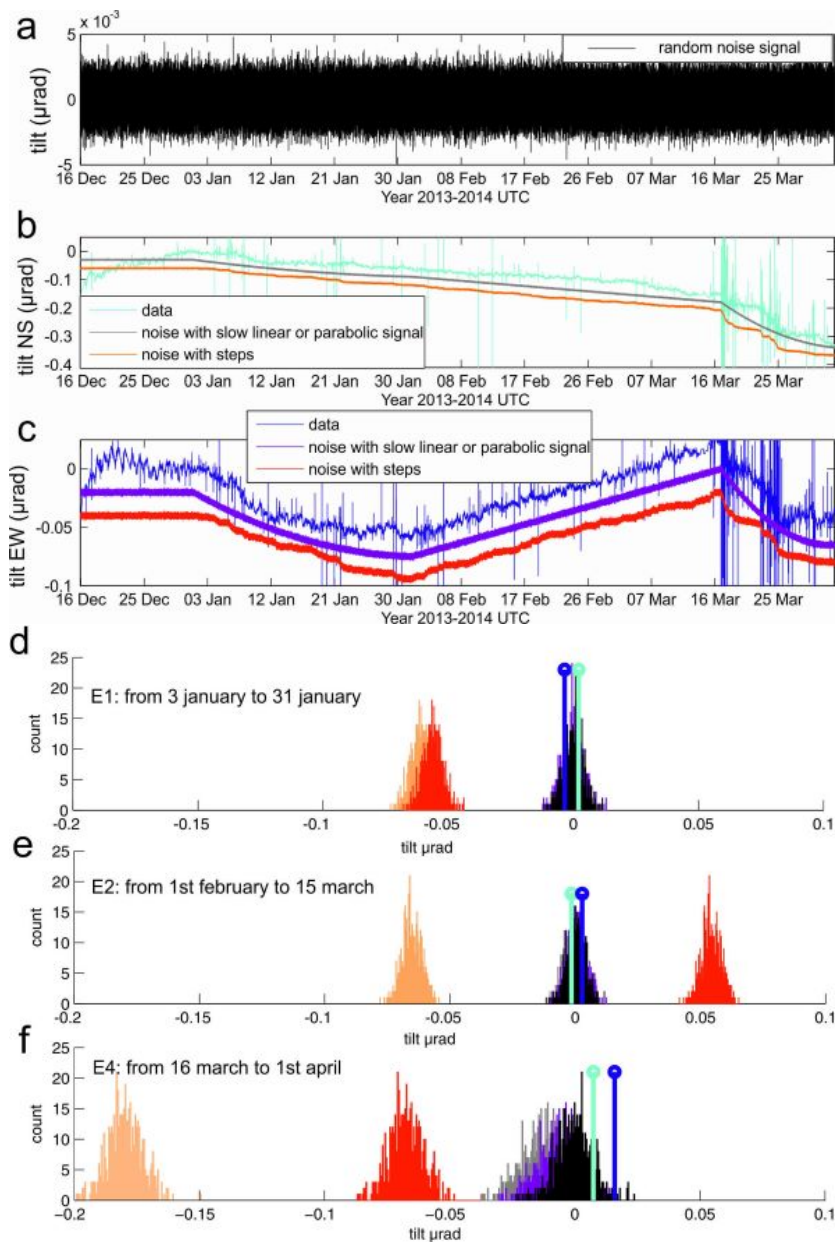 a
x 10⁻³
5
0
-5
tilt (μrad)
random noise signal
16 Dec 25 Dec 03 Jan 12 Jan 21 Jan 30 Jan 08 Feb 17 Feb 26 Feb 07 Mar 16 Mar 25 Mar
Year 2013-2014 UTC
b
0
-0.1
-0.2
-0.3
-0.4
tilt NS (μrad)
data
noise with slow linear or parabolic signal
noise with steps
16 Dec 25 Dec 03 Jan 12 Jan 21 Jan 30 Jan 08 Feb 17 Feb 26 Feb 07 Mar 16 Mar 25 Mar
Year 2013-2014 UTC
c
data
noise with slow linear or parabolic signal
noise with steps
0
-0.05
-0.1
tilt EW (μrad)
16 Dec 25 Dec 03 Jan 12 Jan 21 Jan 30 Jan 08 Feb 17 Feb 26 Feb 07 Mar 16 Mar 25 Mar
Year 2013-2014 UTC
d
25
20
15
10
5
0
count
E1: from 3 january to 31 january
-0.2 -0.15 -0.1 -0.05 0 0.05 0.1
tilt μrad
e
25
20
15
10
5
0
count
E2: from 1st february to 15 march
-0.2 -0.15 -0.1 -0.05 0 0.05 0.1
tilt μrad
f
25
20
15
10
5
0
count
E4: from 16 march to 1st april
-0.2 -0.15 -0.1 -0.05 0 0.05 0.1
tilt μrad